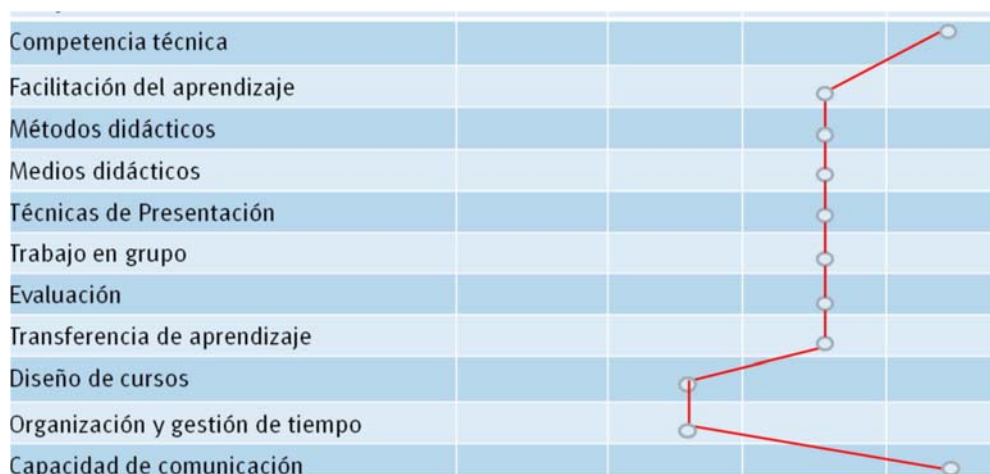 Competencia técnica
Facilitación del aprendizaje
Métodos didácticos
Medios didácticos
Técnicas de Presentación
Trabajo en grupo
Evaluación
Transferencia de aprendizaje
Diseño de cursos
Organización y gestión de tiempo
Capacidad de comunicación